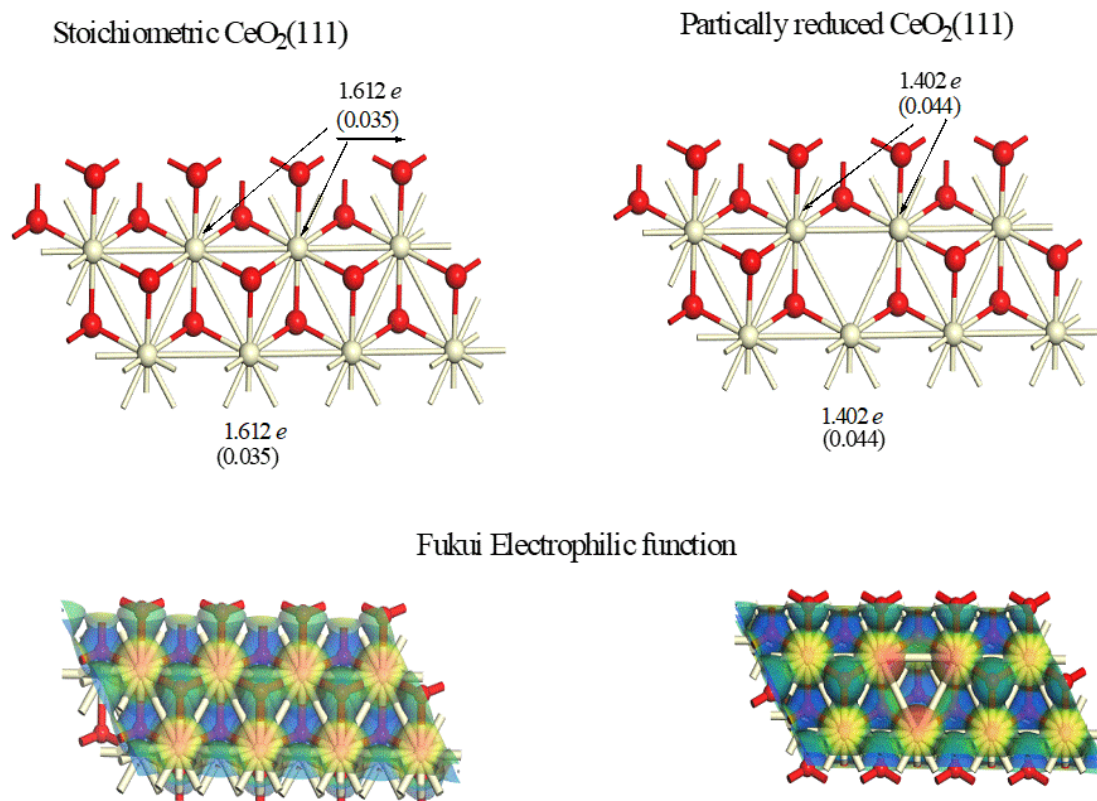 Stoichiometric CeO₂(111)
Partically reduced CeO₂(111)
1.612 e
(0.035)
1.402 e
(0.044)
1.612 e
(0.035)
1.402 e
(0.044)
Fukui Electrophilic function